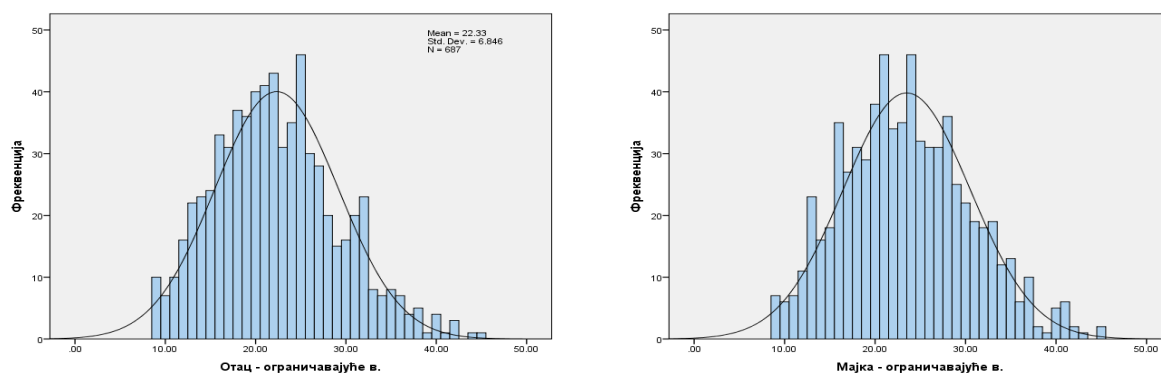 50
40
30
20
10
0
Фреквенција
Mean = 22.33
Std. Dev. = 6.846
N = 687
.00 10.00 20.00 30.00 40.00 50.00
Отац - ограничавајуће в.
50
40
30
20
10
0
Фреквенција
.00 10.00 20.00 30.00 40.00 50.00
Мајка - ограничавајуће в.